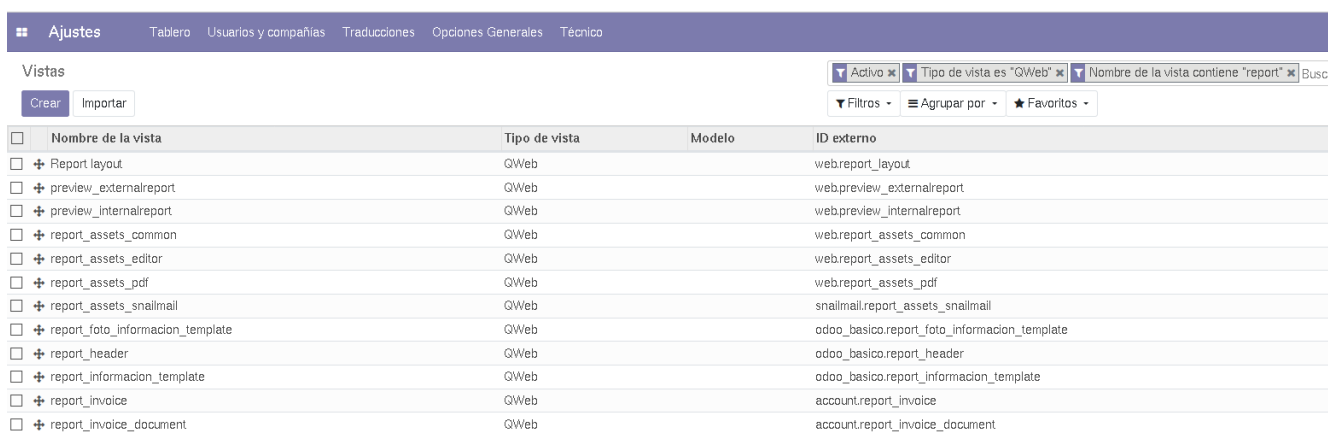 Ajustes Tablero Usuarios y compañías Traducciones Opciones Generales Técnico
Vistas
Activo Tipo de vista es "QWeb" Nombre de la vista contiene "report" Busc
Crear Importar Filtros Agrupar por Favoritos
Nombre de la vista Tipo de vista Modelo ID externo
Report layout QWeb web.report_layout
preview_externalreport QWeb web.preview_externalreport
preview_internalreport QWeb web.preview_internalreport
report_assets_common QWeb web.report_assets_common
report_assets_editor QWeb web.report_assets_editor
report_assets_pdf QWeb web.report_assets_pdf
report_assets_snailmail QWeb snailmail.report_assets_snailmail
report_foto_informacion_template QWeb odoo_basico.report_foto_informacion_template
report_header QWeb odoo_basico.report_header
report_informacion_template QWeb odoo_basico.report_informacion_template
report_invoice QWeb account.report_invoice
report_invoice_document QWeb account.report_invoice_document